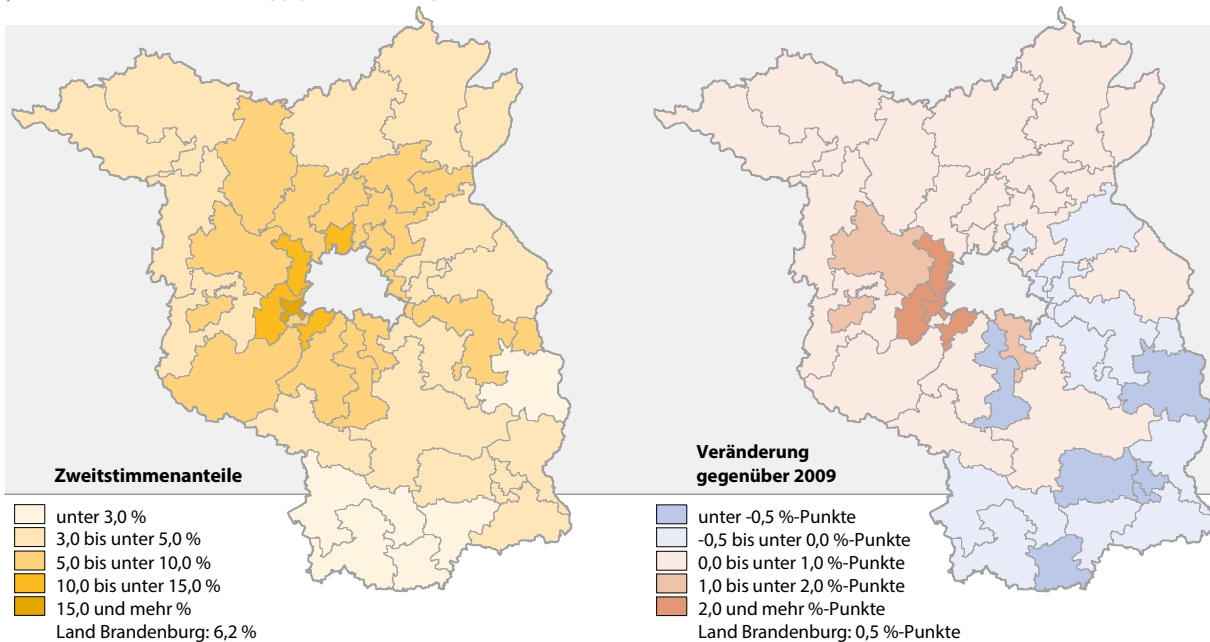 Zweitstimmenanteile
unter 3,0 %
3,0 bis unter 5,0 %
5,0 bis unter 10,0 %
10,0 bis unter 15,0 %
15,0 und mehr %
Land Brandenburg: 6,2 %
Veränderung
gegenüber 2009
unter -0,5 %-Punkte
-0,5 bis unter 0,0 %-Punkte
0,0 bis unter 1,0 %-Punkte
1,0 bis unter 2,0 %-Punkte
2,0 und mehr %-Punkte
Land Brandenburg: 0,5 %-Punkte